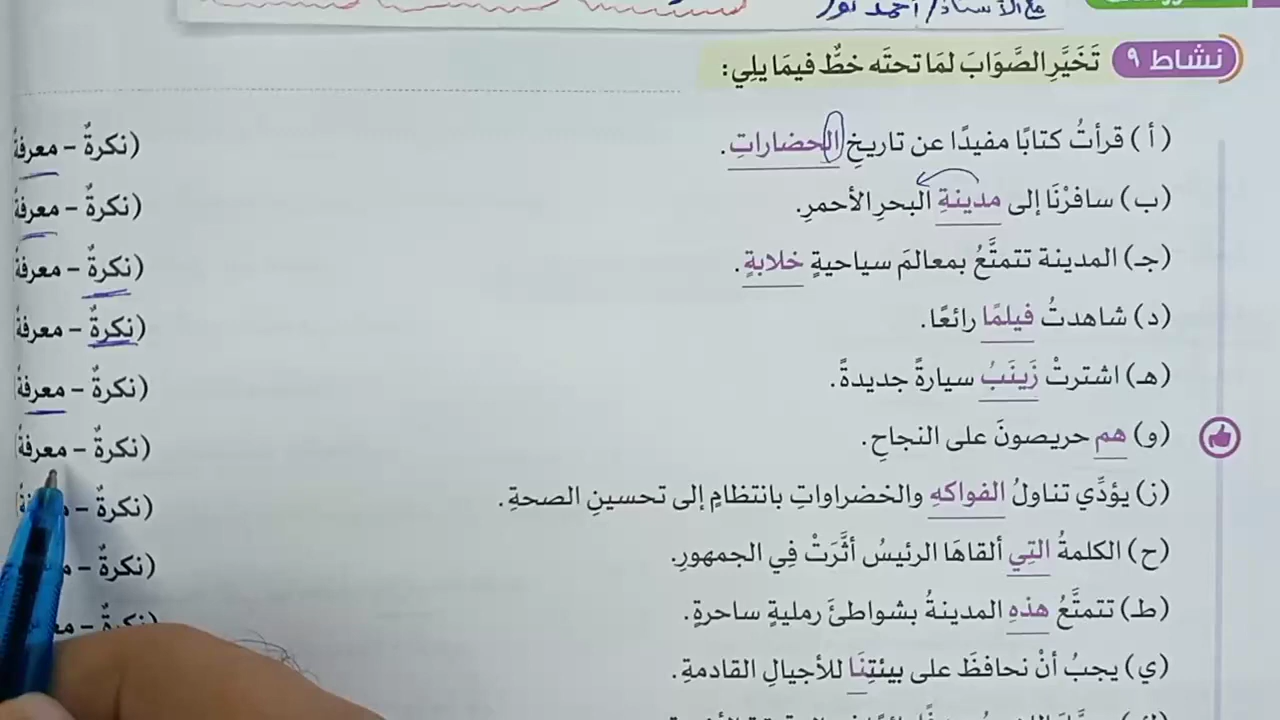 مع الأستاذ/ أحمد نور
نشاط ٩ تَخَيَّرِ الصَّوَابَ لمَا تحتَه خطٌّ فيمَا يلِي:
(أ) قرأتُ كتابًا مفيدًا عن تاريخِ الحضاراتِ. (نكرةٌ – معرفةٌ
(ب) سافرْنَا إلى مدينةِ البحرِ الأحمرِ. (نكرةٌ – معرفةٌ
(جـ) المدينة تتمتَّعُ بمعالمَ سياحيةٍ خلابةٍ. (نكرةٌ – معرفةٌ
(د) شاهدتُ فيلمًا رائعًا. (نكرةٌ – معرفةٌ
(هـ) اشترتْ زَينَبُ سيارةً جديدةً. (نكرةٌ – معرفةٌ
(و) هم حريصونَ على النجاحِ. (نكرةٌ – معرفةٌ)
(ز) يؤدِّي تناولُ الفواكهِ والخضراواتِ بانتظامٍ إلى تحسينِ الصحةِ. (نكرةٌ –
(ح) الكلمةُ التِي ألقاهَا الرئيسُ أثَّرَتْ فِي الجمهورِ. (نكرةٌ –
(طـ) تتمتَّعُ هذهِ المدينةُ بشواطئَ رمليةٍ ساحرةٍ. (نكرةٌ –
(ي) يجبُ أنْ نحافظَ على بيئتِنَا للأجيالِ القادمةِ.